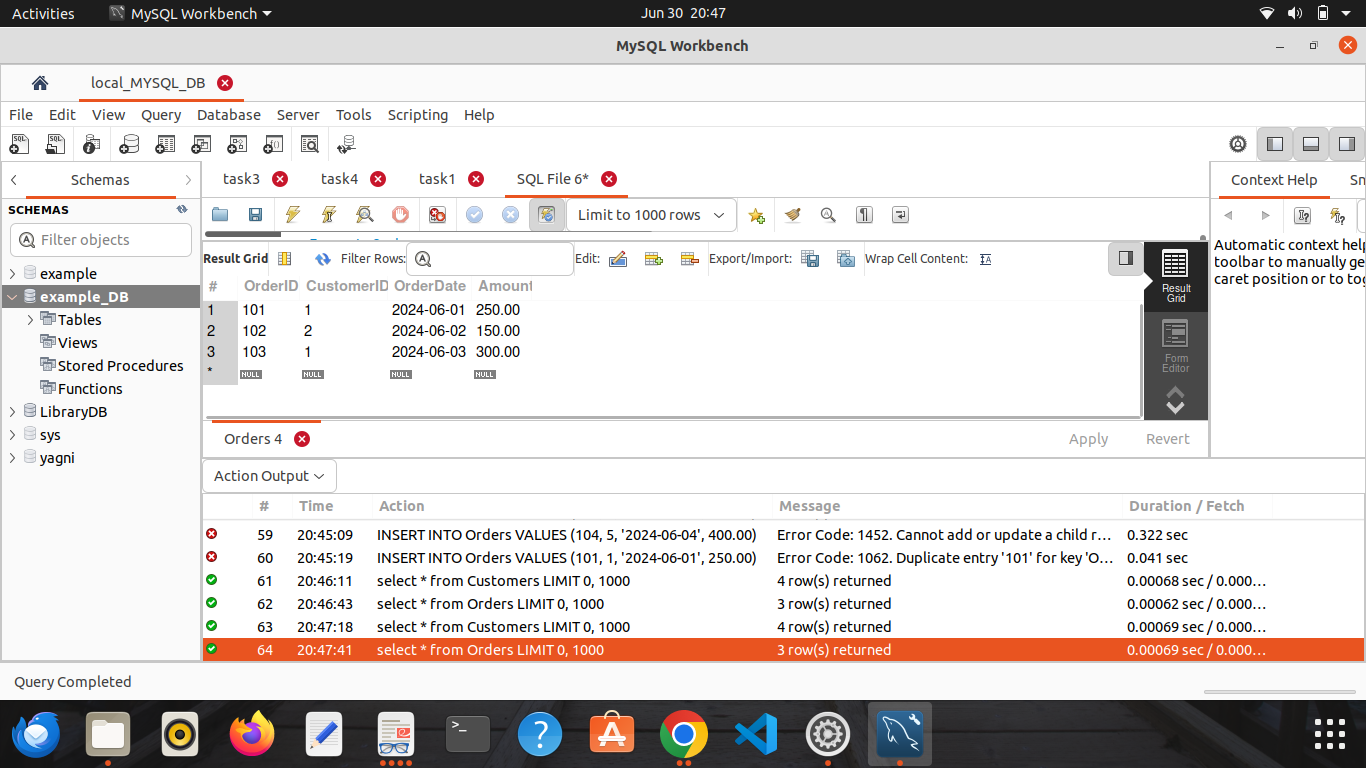 Activities MySQL Workbench Jun 30 20:47
MySQL Workbench
local_MYSQL_DB
File Edit View Query Database Server Tools Scripting Help
Schemas
SCHEMAS
Filter objects
example
example_DB
Tables
Views
Stored Procedures
Functions
LibraryDB
sys
yagni
task3 task4 task1 SQL File 6*
Limit to 1000 rows
Result Grid Filter Rows: Edit: Export/Import: Wrap Cell Content:
# OrderID CustomerID OrderDate Amount
1 101 1 2024-06-01 250.00
2 102 2 2024-06-02 150.00
3 103 1 2024-06-03 300.00
* NULL NULL NULL NULL
Result
Grid
Form
Editor
Orders 4 Apply Revert
Context Help Sn
Automatic context help
toolbar to manually ge
caret position or to tog
Action Output
# Time Action Message Duration / Fetch
59 20:45:09 INSERT INTO Orders VALUES (104, 5, '2024-06-04', 400.00) Error Code: 1452. Cannot add or update a child r... 0.322 sec
60 20:45:19 INSERT INTO Orders VALUES (101, 1, '2024-06-01', 250.00) Error Code: 1062. Duplicate entry '101' for key 'O... 0.041 sec
61 20:46:11 select * from Customers LIMIT 0, 1000 4 row(s) returned 0.00068 sec / 0.000...
62 20:46:43 select * from Orders LIMIT 0, 1000 3 row(s) returned 0.00062 sec / 0.000...
63 20:47:18 select * from Customers LIMIT 0, 1000 4 row(s) returned 0.00069 sec / 0.000...
64 20:47:41 select * from Orders LIMIT 0, 1000 3 row(s) returned 0.00069 sec / 0.000...
Query Completed